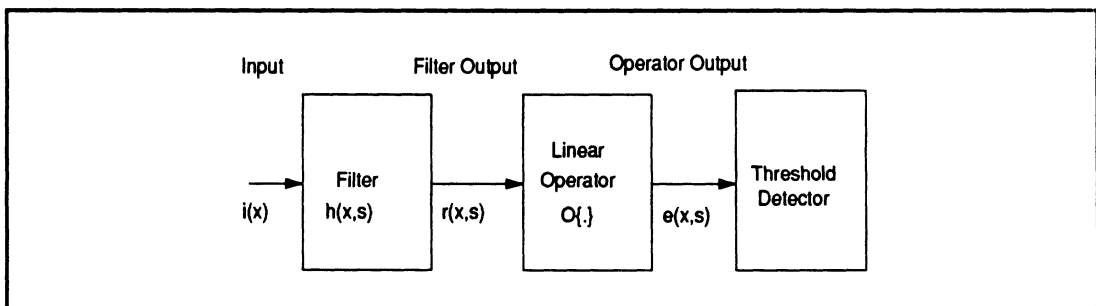 Input
Filter Output
Operator Output
Filter
h(x,s)
Linear
Operator
O{.}
Threshold
Detector
i(x)
r(x,s)
e(x,s)